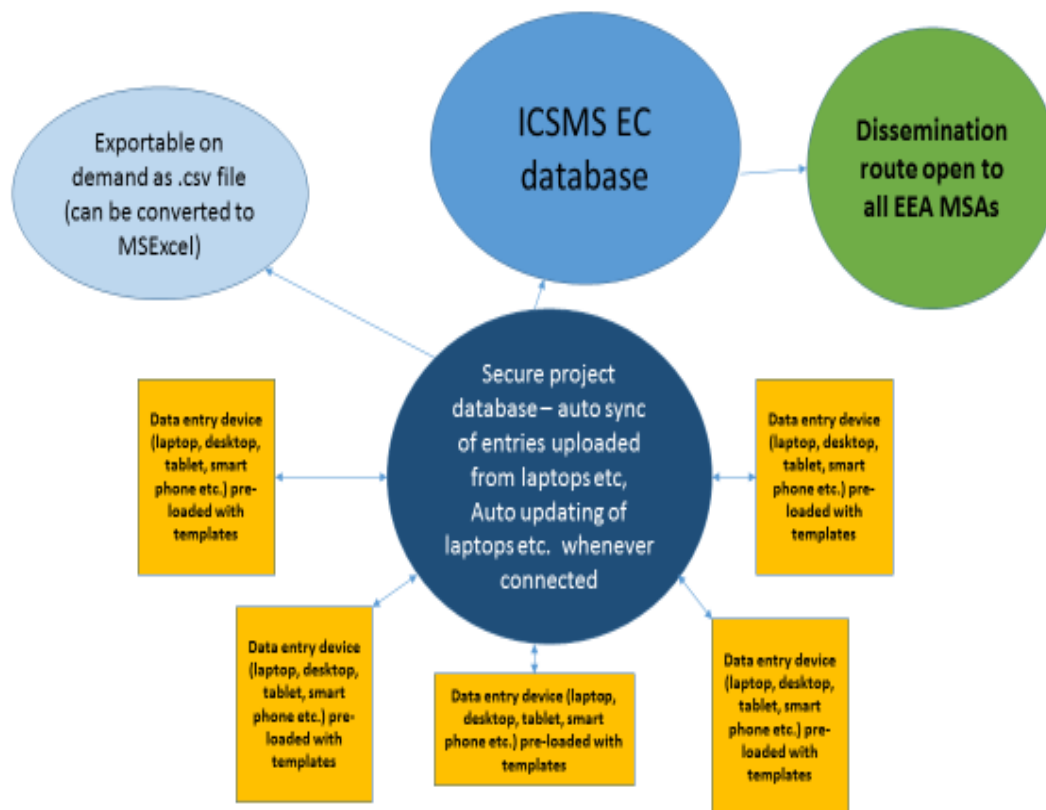 Exportable on
demand as .csv file
(can be converted to
MSExcel)
ICSMS EC
database
Dissemination
route open to
all EEA MSAs
Secure project
database – auto sync
of entries uploaded
from laptops etc,
Auto updating of
laptops etc. whenever
connected
Data entry device
(laptop, desktop,
tablet, smart
phone etc.) pre-
loaded with
templates
Data entry device
(laptop, desktop,
tablet, smart
phone etc.) pre-
loaded with
templates
Data entry device
(laptop, desktop,
tablet, smart
phone etc.) pre-
loaded with
templates
Data entry device (laptop,
desktop, tablet, smart
phone etc.) pre-loaded with
templates
Data entry device
(laptop, desktop,
tablet, smart
phone etc.) pre-
loaded with
templates